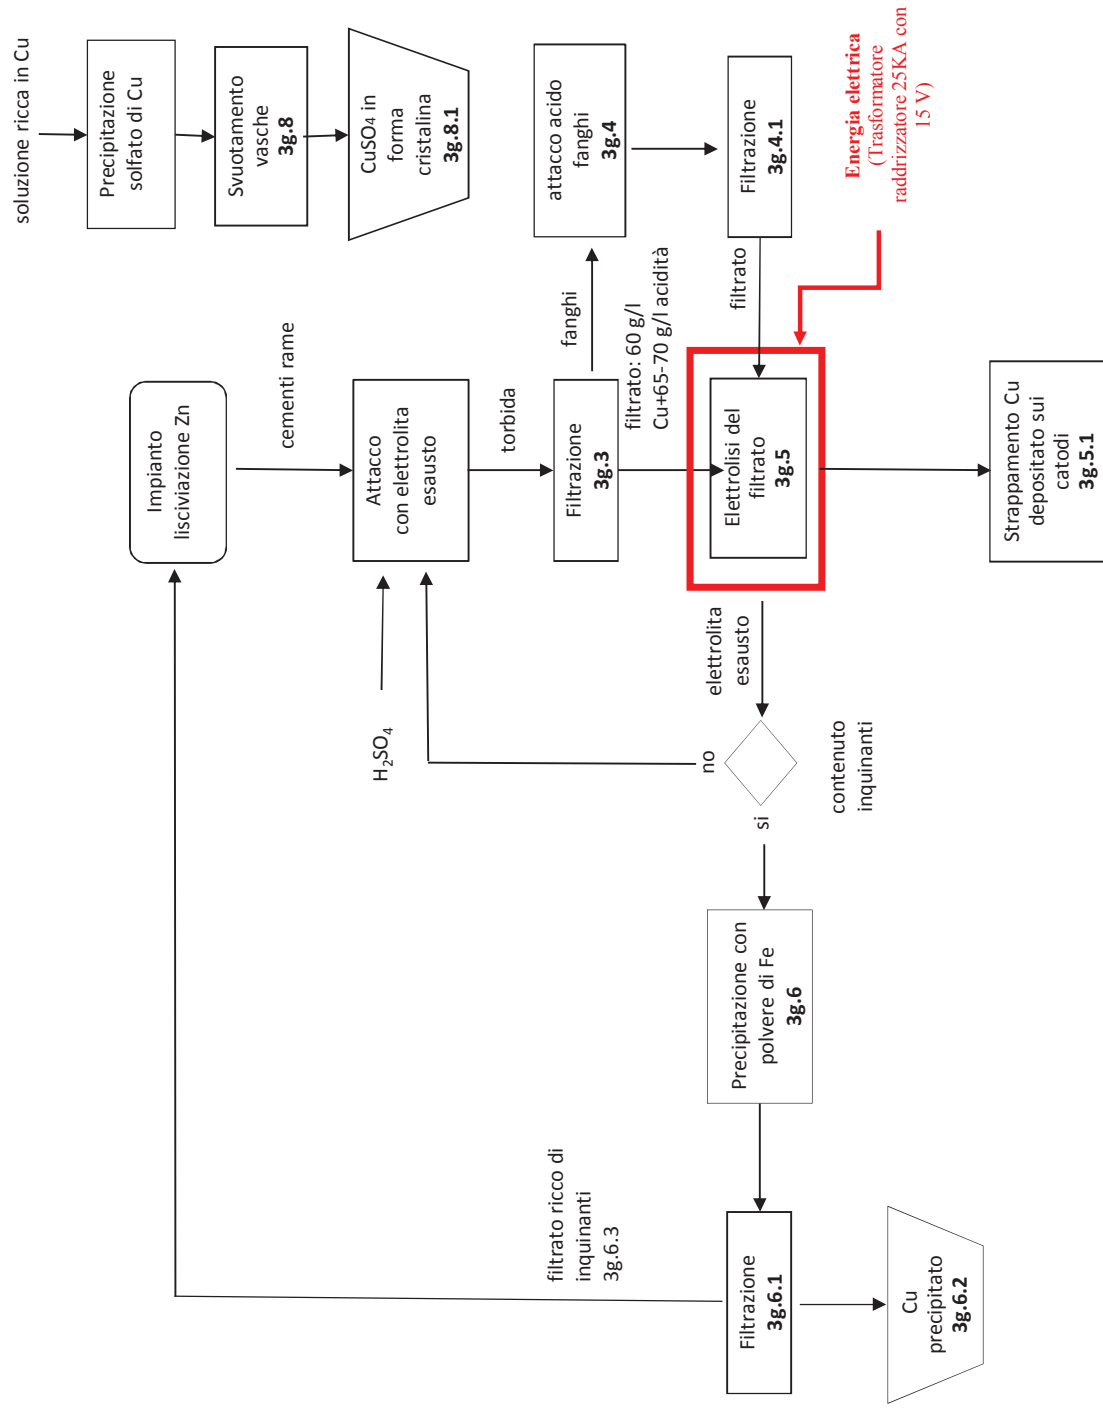 soluzione ricca in Cu
Precipitazione
solfato di Cu
Svuotamento
vasche
3g.8
CuSO4 in
forma
cristalina
3g.8.1
Impianto
lisciviazione Zn
cementi rame
H2SO4
Attacco
con elettrolita
esausto
torbida
Filtrazione
3g.3
fanghi
attacco acido
fanghi
3g.4
Filtrazione
3g.4.1
filtrato
filtrato: 60 g/l
Cu+65-70 g/l acidità
Elettrolisi del
filtrato
3g.5
Energia elettrica
(Trasformatore
raddrizzatore 25KA con
15 V)
Strappamento Cu
depositato sui
catodi
3g.5.1
elettrolita
esausto
no
si
contenuto
inquinanti
Precipitazione con
polvere di Fe
3g.6
Filtrazione
3g.6.1
filtrato ricco di
inquinanti
3g.6.3
Cu
precipitato
3g.6.2